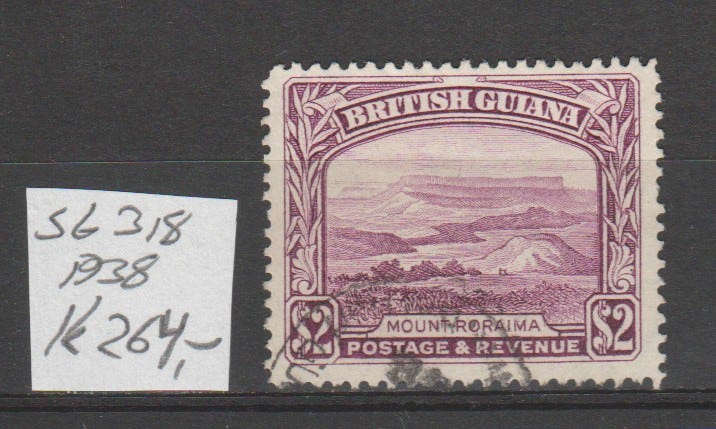 SG 318
1938
K 264,-
BRITISH GUIANA
$2 MOUNT RORAIMA $2
POSTAGE & REVENUE